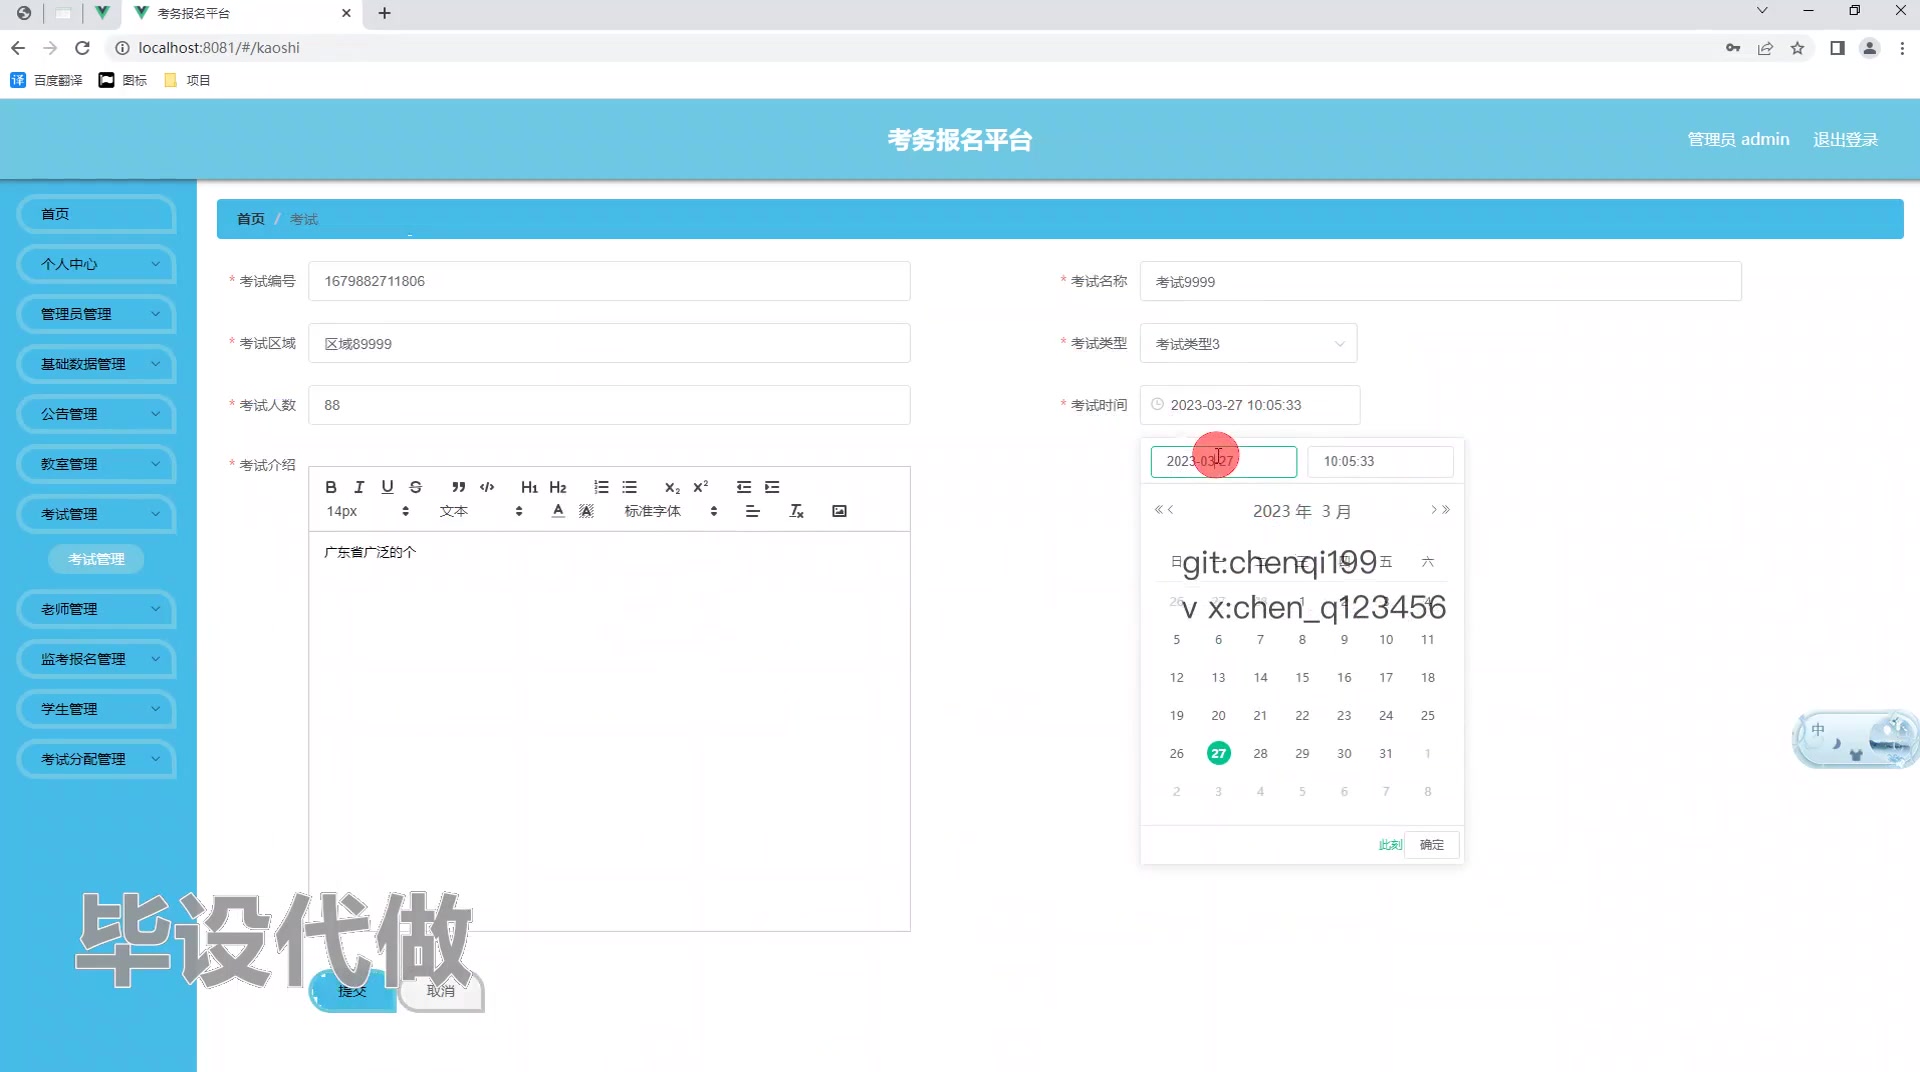 考务报名平台
localhost:8081/#/kaoshi
百度翻译 图标 项目
考务报名平台
管理员 admin 退出登录
首页
个人中心
管理员管理
基础数据管理
公告管理
教室管理
考试管理
考试管理
老师管理
监考报名管理
学生管理
考试分配管理
首页 / 考试
* 考试编号 1679882711806
* 考试名称 考试9999
* 考试区域 区域89999
* 考试类型 考试类型3
* 考试人数 88
* 考试时间 2023-03-27 10:05:33
* 考试介绍
14px 文本 标准字体
广东省广泛的个
2023-03-27 10:05:33
2023 年 3 月
日 一 二 三 四 五 六
git:chenqi199
26 27 28 1 2 3 4
v x:chen_q123456
5 6 7 8 9 10 11
12 13 14 15 16 17 18
19 20 21 22 23 24 25
26 27 28 29 30 31 1
2 3 4 5 6 7 8
此刻 确定
中
毕设代做
提交 取消